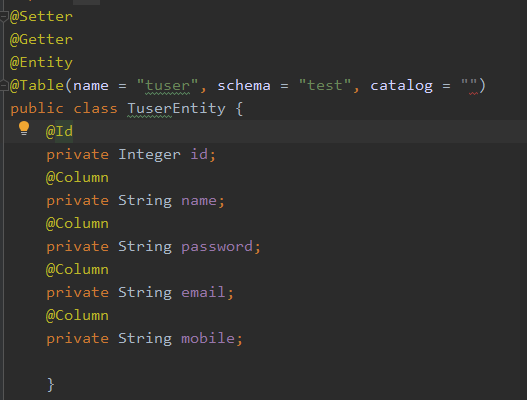 @Setter
@Getter
@Entity
@Table(name = "tuser", schema = "test", catalog = "")
public class TuserEntity {
@Id
private Integer id;
@Column
private String name;
@Column
private String password;
@Column
private String email;
@Column
private String mobile;
}